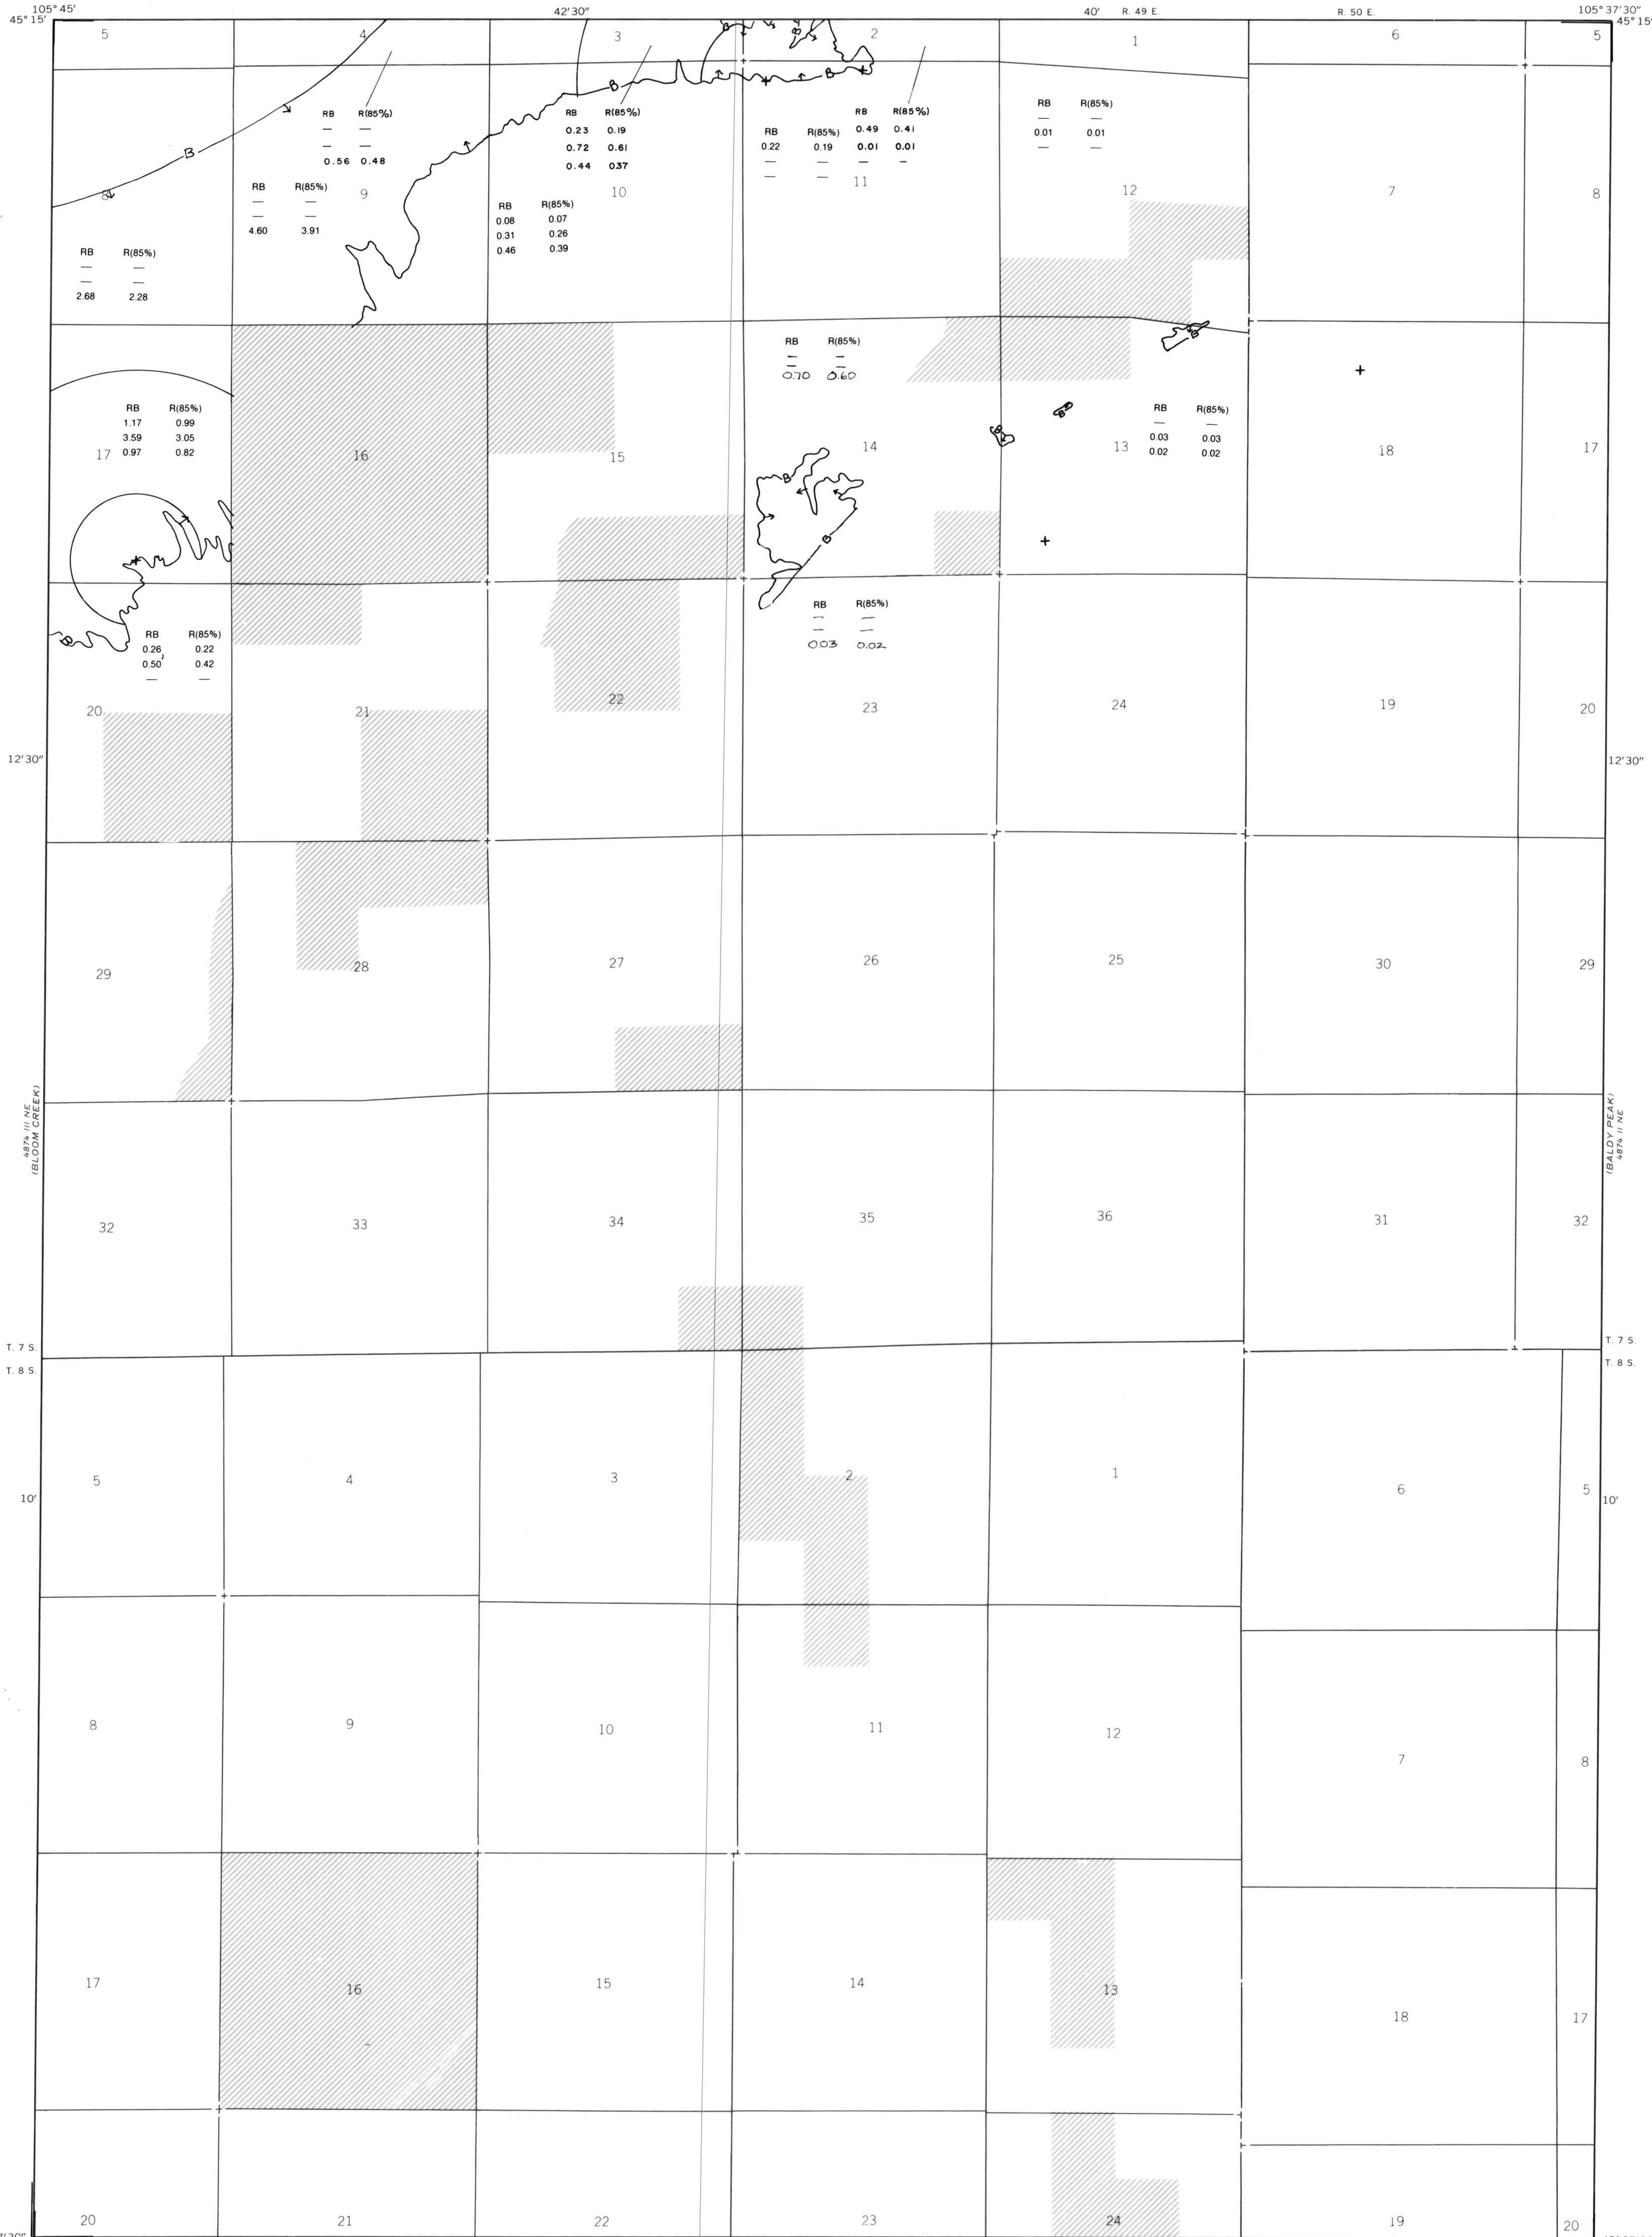 105° 45' 42'30" 40' R. 49 E. R. 50 E. 105° 37'30"
45° 15' 45° 15'
5 4 3 2 1 6 5
B B
B B
RB R(85%)
— —
— —
0.56 0.48
RB R(85%)
0.23 0.19
0.72 0.61
0.44 0.37
RB R(85%)
0.22 0.19
— —
— —
RB R(85%)
0.49 0.41
0.01 0.01
- -
RB R(85%)
—
0.01 0.01
— —
B
8 9 10 11 12 7 8
RB R(85%)
— —
— —
4.60 3.91
RB R(85%)
0.08 0.07
0.31 0.26
0.46 0.39
RB R(85%)
— —
— —
2.68 2.28
B
RB R(85%)
— —
— —
0.70 0.60
RB R(85%)
1.17 0.99
3.59 3.05
0.97 0.82
B B
RB R(85%)
— —
0.03 0.03
0.02 0.02
17 16 15 14 13 18 17
B
B
B
RB R(85%)
0.26 0.22
0.50 0.42
— —
RB R(85%)
— —
— —
0.03 0.02
20 21 22 23 24 19 20
12'30" 12'30"
29 28 27 26 25 30 29
4874 III NE
(BLOOM CREEK)
(BALDY PEAK)
4874 II NE
32 33 34 35 36 31 32
T. 7 S. T. 7 S.
T. 8 S. T. 8 S.
5 4 3 2 1 6 5
10' 10'
8 9 10 11 12 7 8
17 16 15 14 13 18 17
20 21 22 23 24 19 20